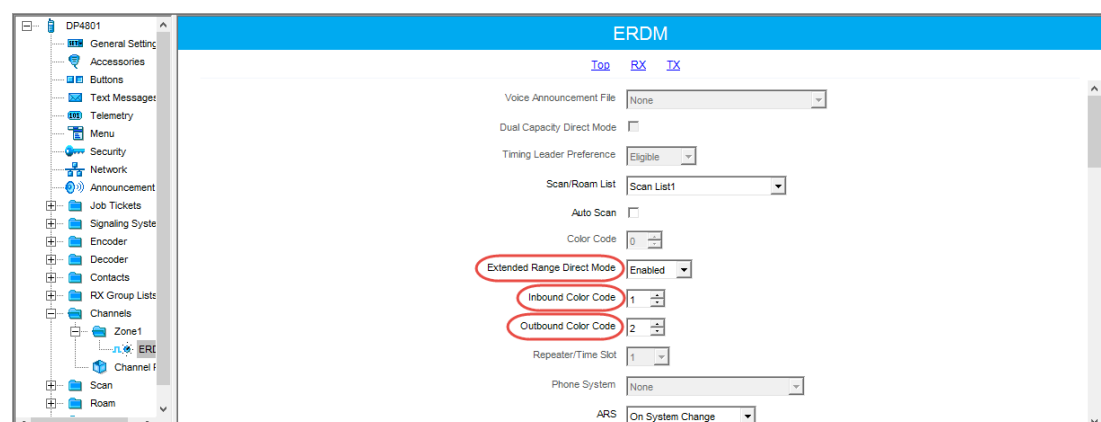 DP4801
General Setting
Accessories
Buttons
Text Messages
Telemetry
Menu
Security
Network
Announcement
Job Tickets
Signaling Syste
Encoder
Decoder
Contacts
RX Group Lists
Channels
Zone1
ERD
Channel P
Scan
Roam
ERDM
Top RX TX
Voice Announcement File None
Dual Capacity Direct Mode
Timing Leader Preference Eligible
Scan/Roam List Scan List1
Auto Scan
Color Code 0
Extended Range Direct Mode Enabled
Inbound Color Code 1
Outbound Color Code 2
Repeater/Time Slot 1
Phone System None
ARS On System Change